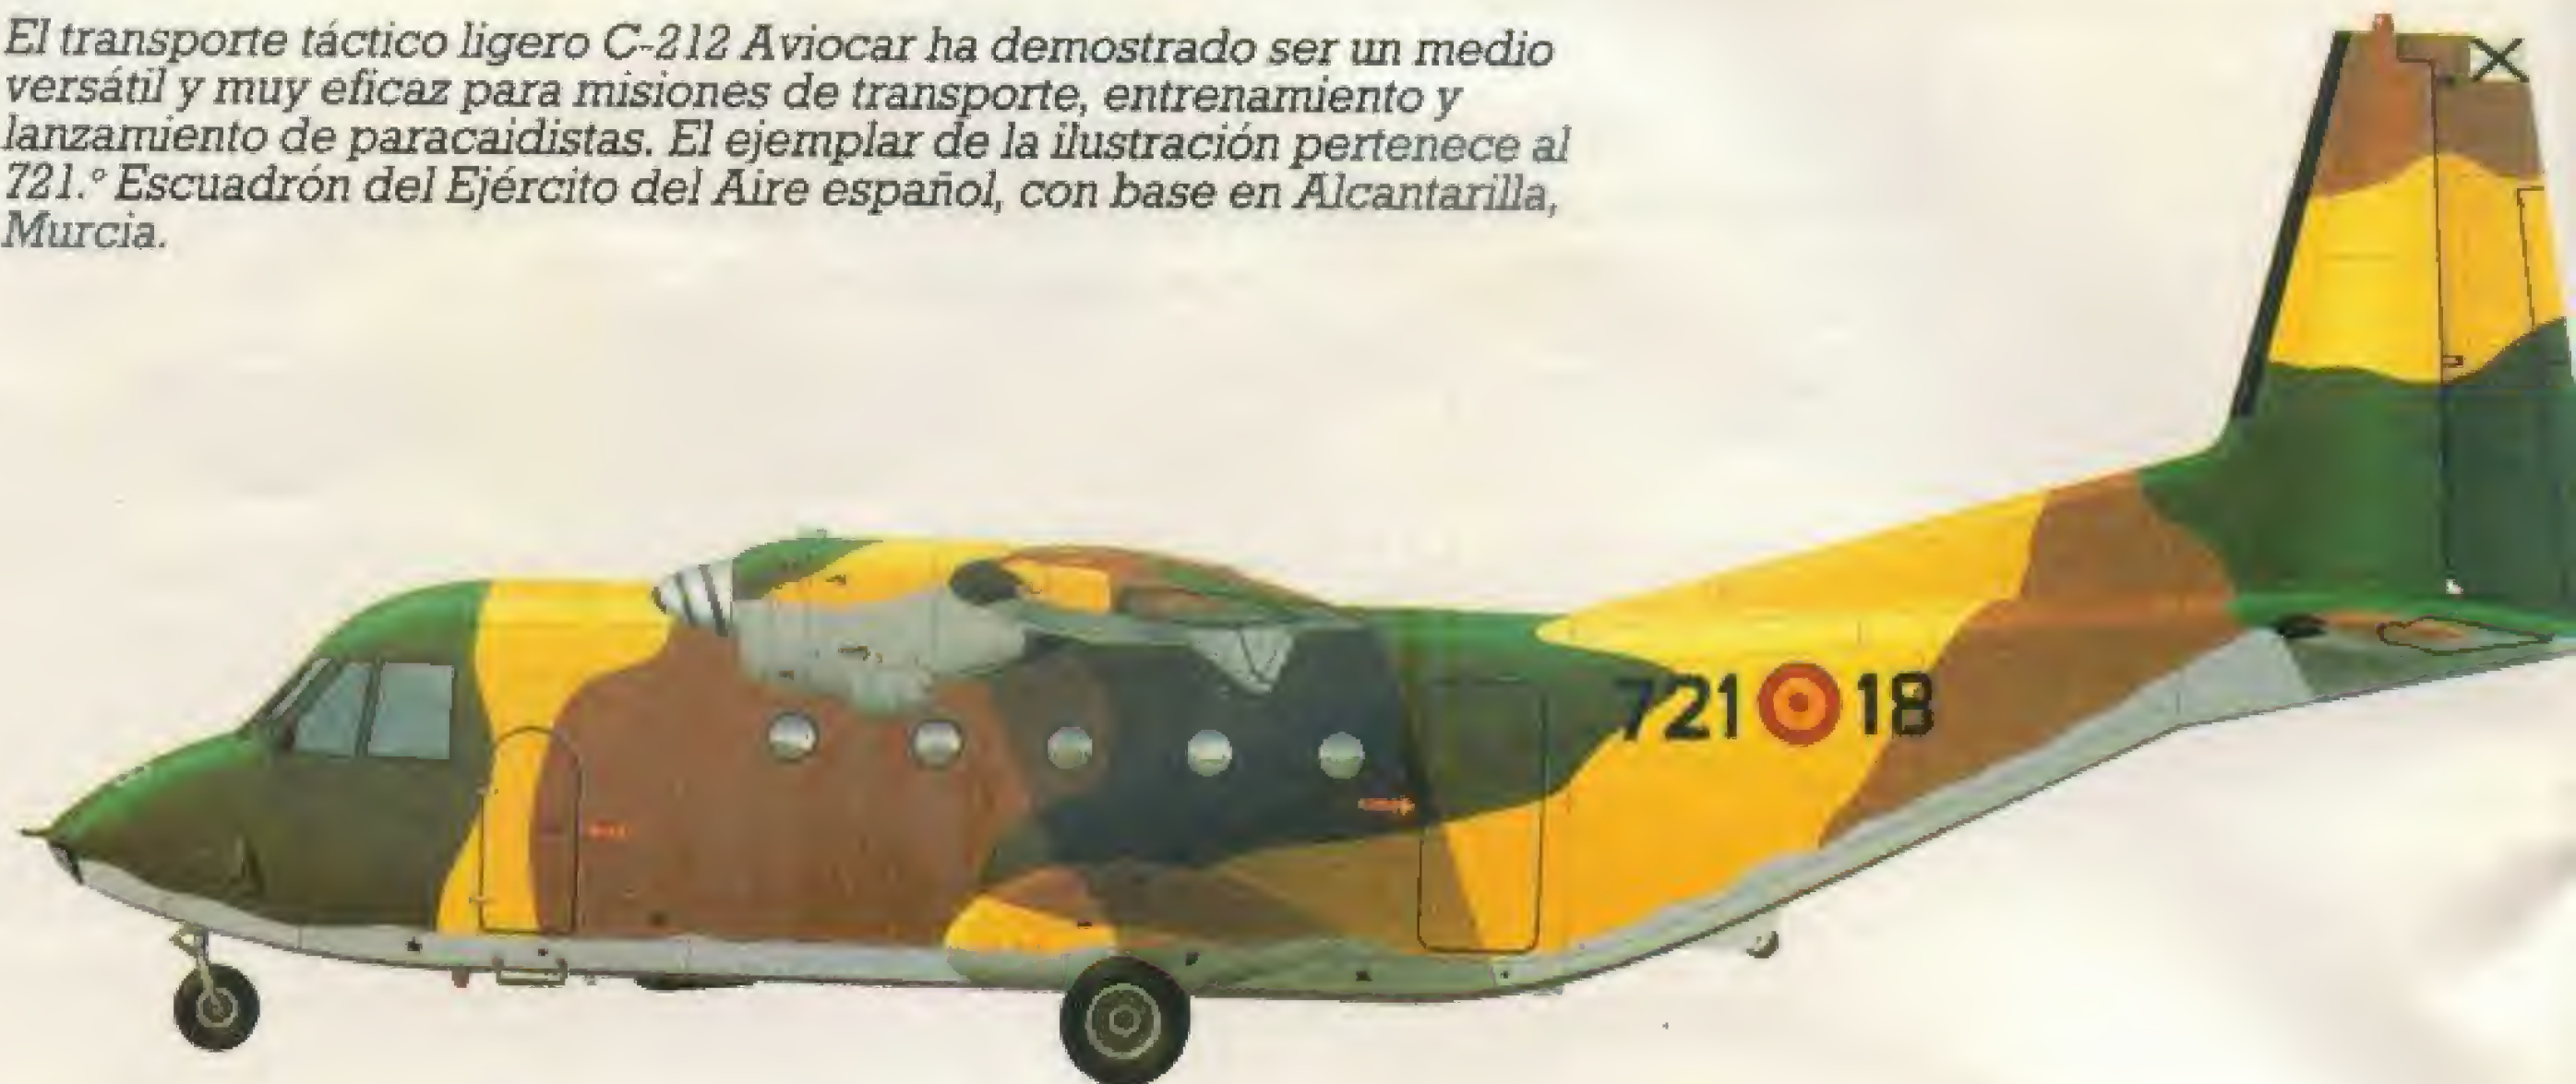 El transporte táctico ligero C-212 Aviocar ha demostrado ser un medio
versátil y muy eficaz para misiones de transporte, entrenamiento y
lanzamiento de paracaidistas. El ejemplar de la ilustración pertenece al
721.º Escuadrón del Ejército del Aire español, con base en Alcantarilla,
Murcia.
721 18